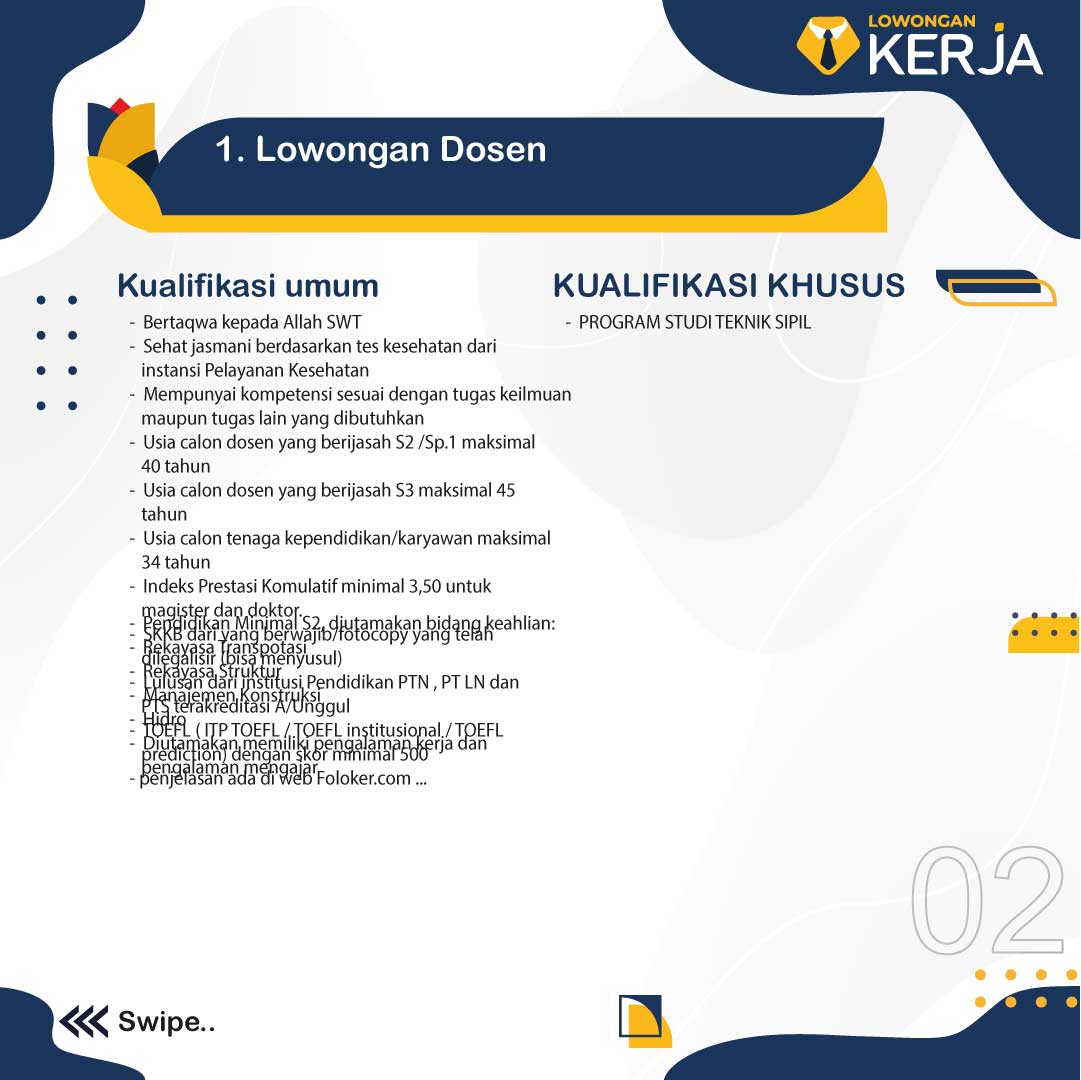 LOWONGAN
KERJA
1. Lowongan Dosen
Kualifikasi umum
- Bertaqwa kepada Allah SWT
- Sehat jasmani berdasarkan tes kesehatan dari
instansi Pelayanan Kesehatan
- Mempunyai kompetensi sesuai dengan tugas keilmuan
maupun tugas lain yang dibutuhkan
- Usia calon dosen yang berijasah S2 /Sp.1 maksimal
40 tahun
- Usia calon dosen yang berijasah S3 maksimal 45
tahun
- Usia calon tenaga kependidikan/karyawan maksimal
34 tahun
- Indeks Prestasi Komulatif minimal 3,50 untuk
magister dan doktor.
- SKKB dari yang berwajib/fotocopy yang telah
dilegalisir (bisa menyusul)
- Lulusan dari institusi Pendidikan PTN , PT LN dan
PTS terakreditasi A/Unggul
- TOEFL ( ITP TOEFL / TOEFL institusional / TOEFL
prediction) dengan skor minimal 500
- penjelasan ada di web Foloker.com ...
KUALIFIKASI KHUSUS
- PROGRAM STUDI TEKNIK SIPIL
- Pendidikan Minimal S2, diutamakan bidang keahlian:
- Rekayasa Transpotasi
- Rekayasa Struktur
- Manajemen Konstruksi
- Hidro
- Diutamakan memiliki pengalaman kerja dan
pengalaman mengajar
02
Swipe..